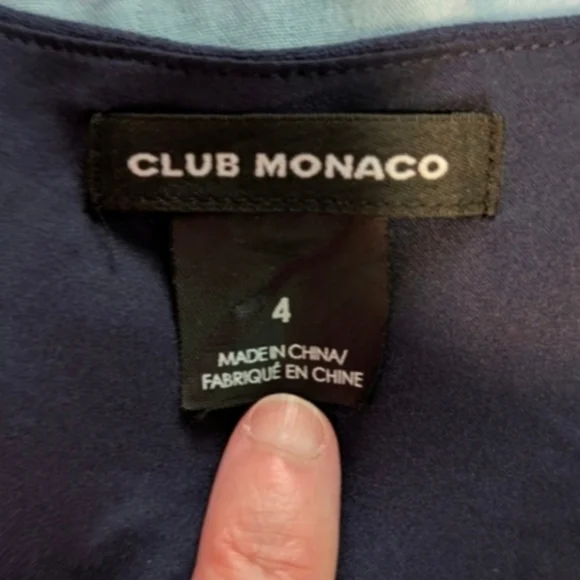 CLUB MONACO
4
MADE IN CHINA/
FABRIQUÉ EN CHINE